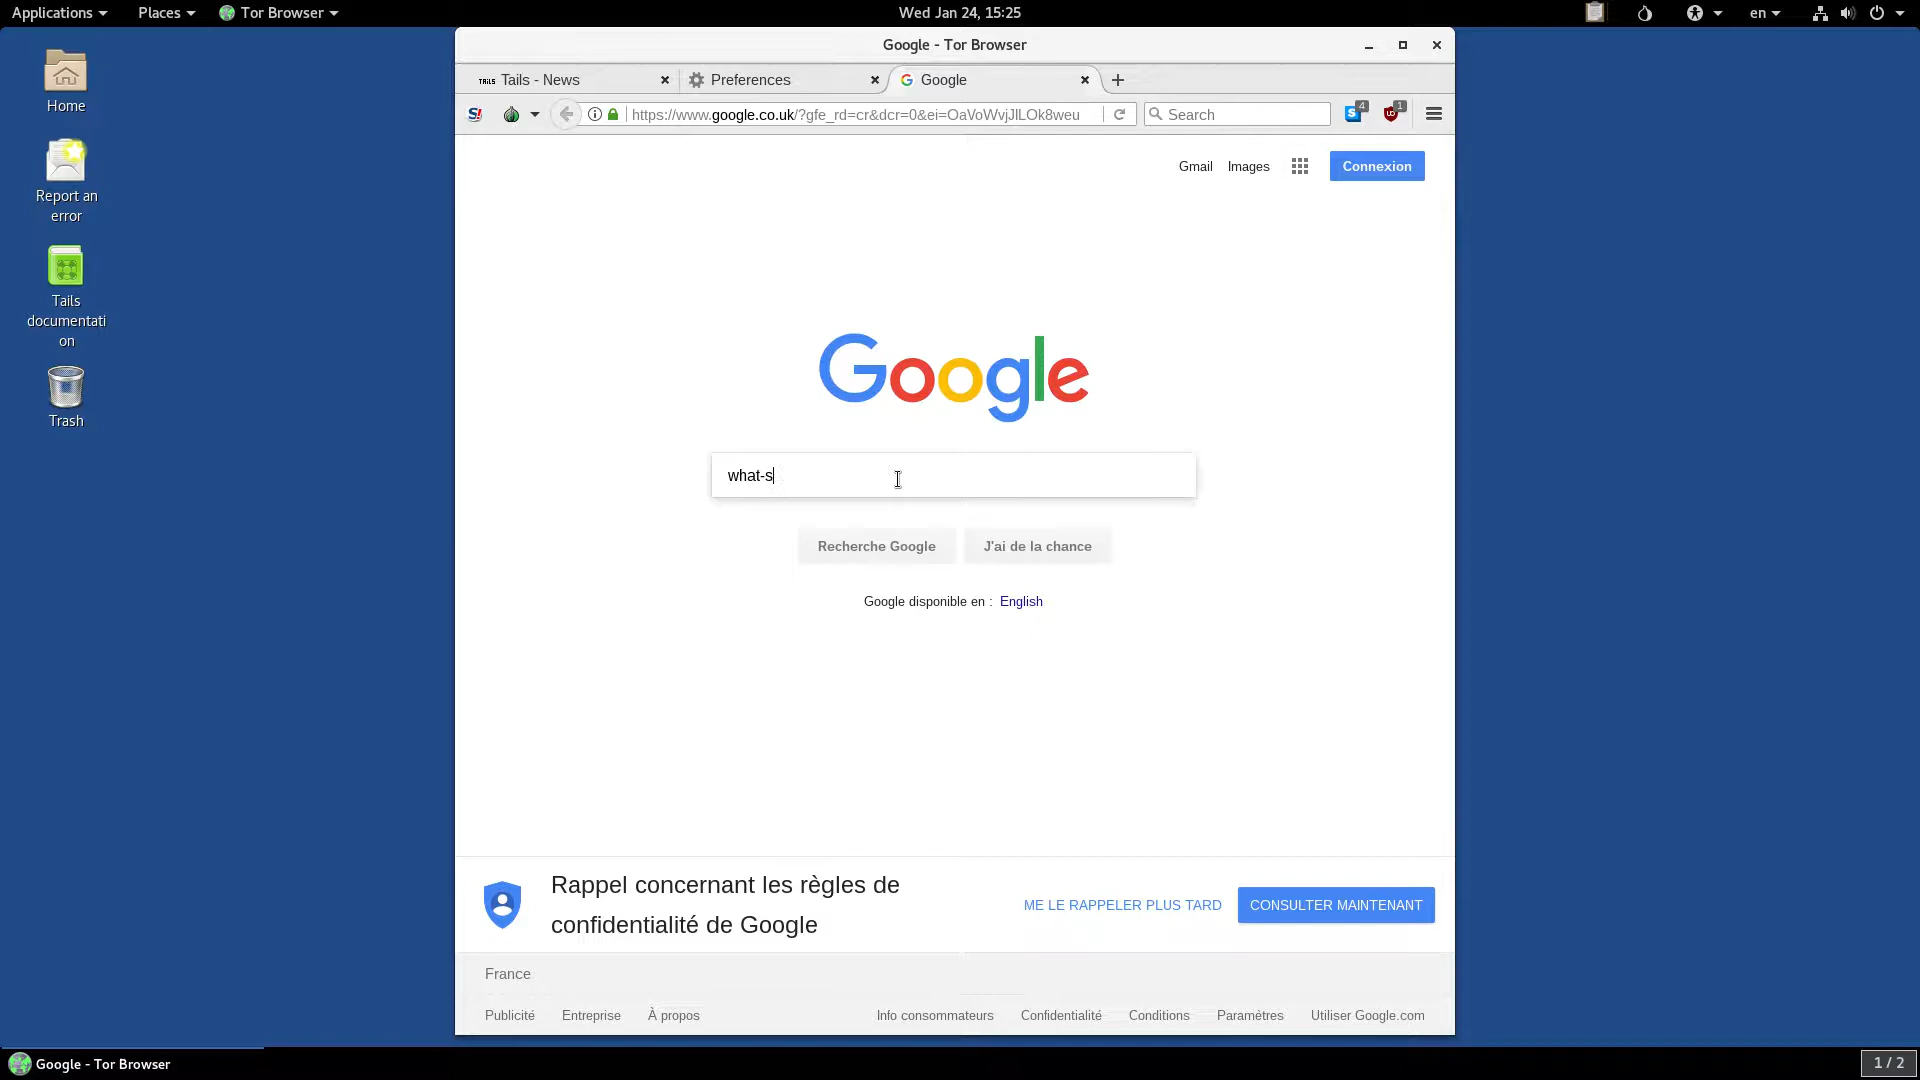 Applications
Places
Tor Browser
Wed Jan 24, 15:25
en
Home
Report an
error
Tails
documentati
on
Trash
Google - Tor Browser
Tails - News
Preferences
Google
https://www.google.co.uk/?gfe_rd=cr&dcr=0&ei=OaVoWvjJlLOk8weu
Search
4
1
Gmail
Images
Connexion
Google
what-s
Recherche Google
J'ai de la chance
Google disponible en : English
Rappel concernant les règles de
confidentialité de Google
ME LE RAPPELER PLUS TARD
CONSULTER MAINTENANT
France
Publicité
Entreprise
À propos
Info consommateurs
Confidentialité
Conditions
Paramètres
Utiliser Google.com
Google - Tor Browser
1 / 2